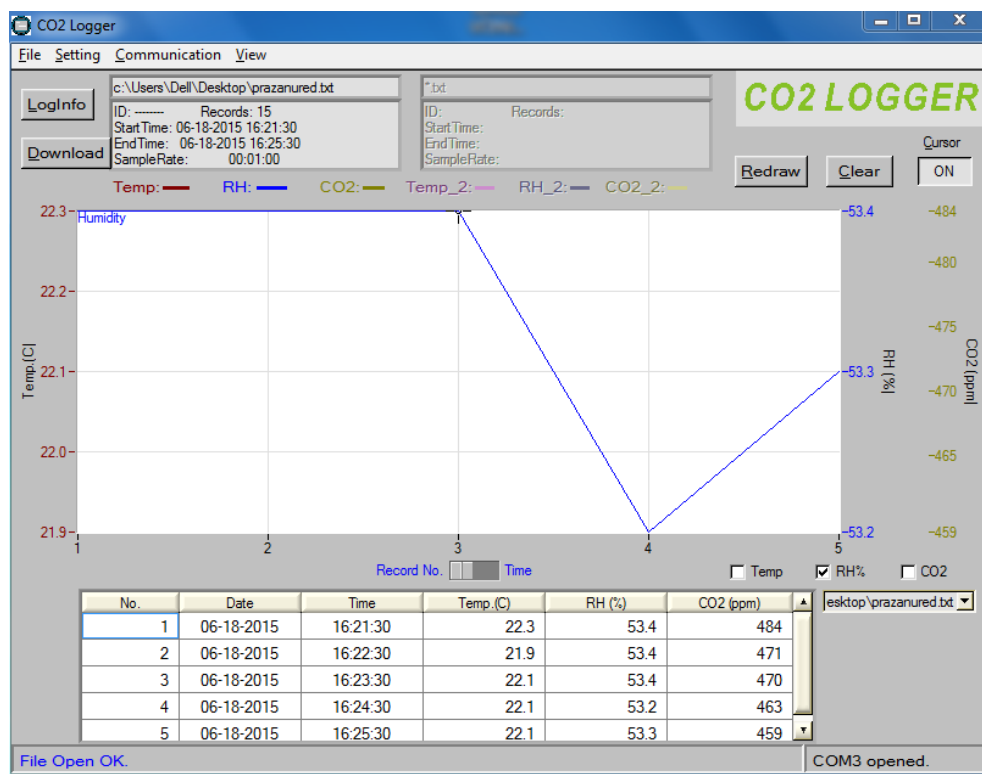 CO2 Logger
File Setting Communication View
LogInfo
Download
c:\Users\Dell\Desktop\prazanured.txt
ID: -------- Records: 15
StartTime: 06-18-2015 16:21:30
EndTime: 06-18-2015 16:25:30
SampleRate: 00:01:00
*.txt
ID: Records:
StartTime:
EndTime:
SampleRate:
CO2 LOGGER
Cursor
Redraw Clear ON
Temp: RH: CO2: Temp_2: RH_2: CO2_2:
Humidity
Temp.(C)
22.3
22.2
22.1
22.0
21.9
53.4
53.3
53.2
RH (%)
484
480
475
470
465
459
CO2 (ppm)
1 2 3 4 5
Record No. Time
Temp RH% CO2
esktop\prazanured.txt
No. Date Time Temp.(C) RH (%) CO2 (ppm)
1 06-18-2015 16:21:30 22.3 53.4 484
2 06-18-2015 16:22:30 21.9 53.4 471
3 06-18-2015 16:23:30 22.1 53.4 470
4 06-18-2015 16:24:30 22.1 53.2 463
5 06-18-2015 16:25:30 22.1 53.3 459
File Open OK. COM3 opened.